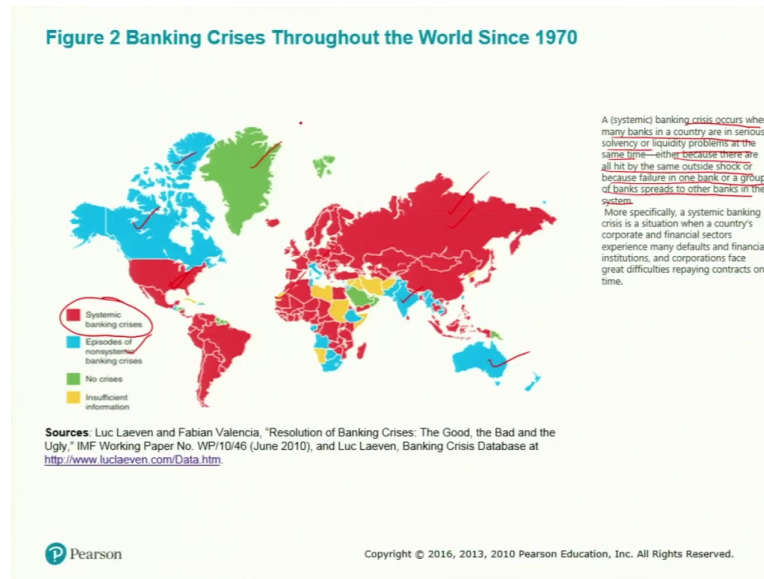 Figure 2 Banking Crises Throughout the World Since 1970
A (systemic) banking crisis occurs when
many banks in a country are in serious
solvency or liquidity problems at the
same time—either because there are
all hit by the same outside shock or
because failure in one bank or a group
of banks spreads to other banks in the
system.
More specifically, a systemic banking
crisis is a situation when a country's
corporate and financial sectors
experience many defaults and financial
institutions, and corporations face
great difficulties repaying contracts on
time.
Systemic
banking crises
Episodes of
nonsystemic
banking crises
No crises
Insufficient
information
Sources: Luc Laeven and Fabian Valencia, "Resolution of Banking Crises: The Good, the Bad and the
Ugly," IMF Working Paper No. WP/10/46 (June 2010), and Luc Laeven, Banking Crisis Database at
http://www.luclaeven.com/Data.htm.
Pearson
Copyright © 2016, 2013, 2010 Pearson Education, Inc. All Rights Reserved.